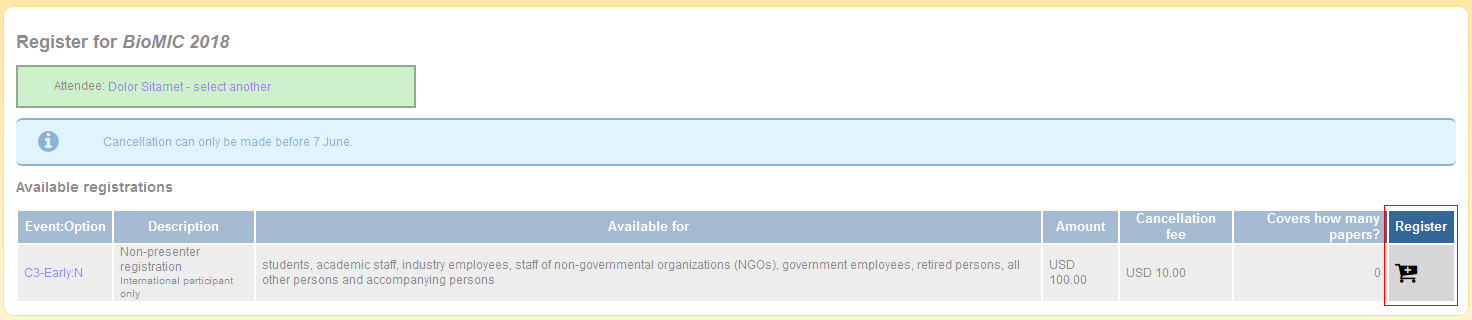 Register for BioMIC 2018
Attendee: Dolor Sitamet - select another
Cancellation can only be made before 7 June.
Available registrations
Event:Option
Description
Available for
Amount
Cancellation
fee
Covers how many
papers?
Register
C3-Early:N
Non-presenter
registration
International participant
only
students, academic staff, industry employees, staff of non-governmental organizations (NGOs), government employees, retired persons, all
other persons and accompanying persons
USD
100.00
USD 10.00
0